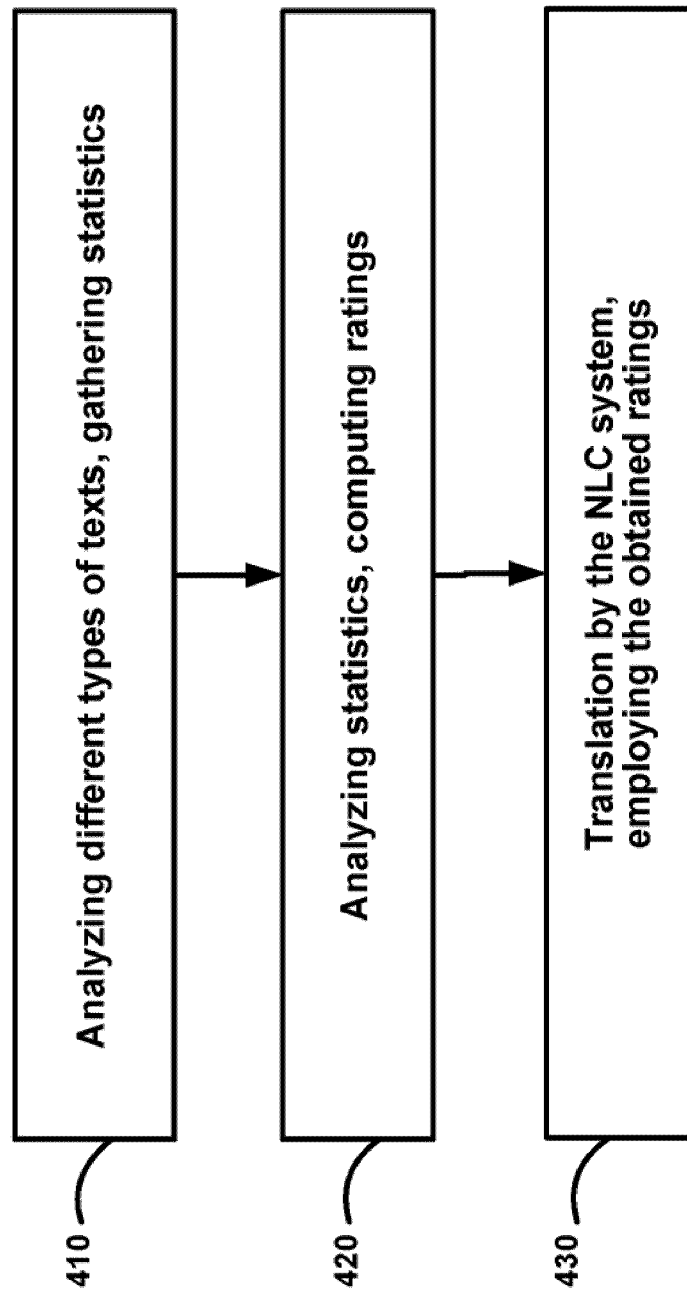 410
Analyzing different types of texts, gathering statistics
420
Analyzing statistics, computing ratings
430
Translation by the NLC system,
employing the obtained ratings